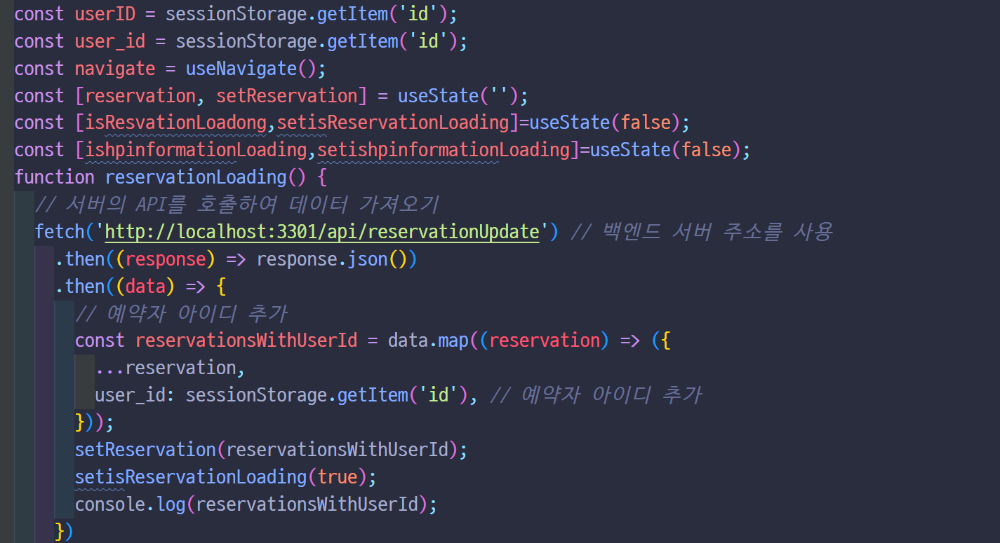 const userID = sessionStorage.getItem('id');
const user_id = sessionStorage.getItem('id');
const navigate = useNavigate();
const [reservation, setReservation] = useState('');
const [isResvationLoadong,setisReservationLoading]=useState(false);
const [ishpinformationLoading,setishpinformationLoading]=useState(false);
function reservationLoading() {
// 서버의 API를 호출하여 데이터 가져오기
fetch('http://localhost:3301/api/reservationUpdate') // 백엔드 서버 주소를 사용
.then((response) => response.json())
.then((data) => {
// 예약자 아이디 추가
const reservationsWithUserId = data.map((reservation) => ({
...reservation,
user_id: sessionStorage.getItem('id'), // 예약자 아이디 추가
}));
setReservation(reservationsWithUserId);
setisReservationLoading(true);
console.log(reservationsWithUserId);
})